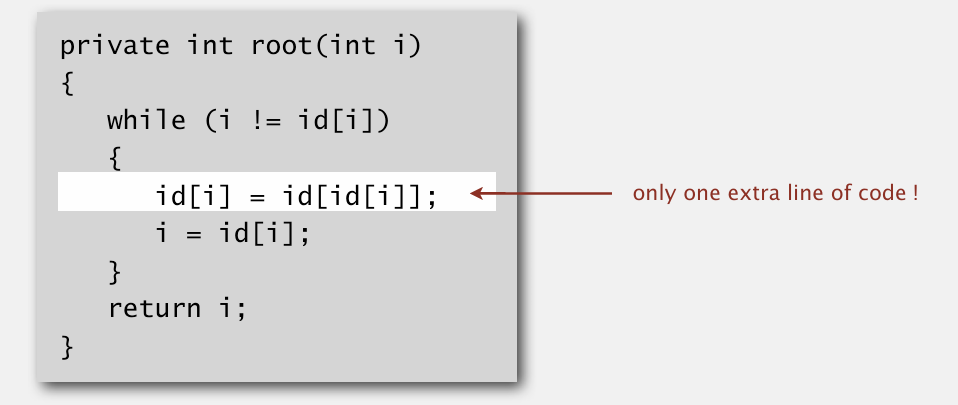 private int root(int i)
{
while (i != id[i])
{
id[i] = id[id[i]];
only one extra line of code !
i = id[i];
}
return i;
}